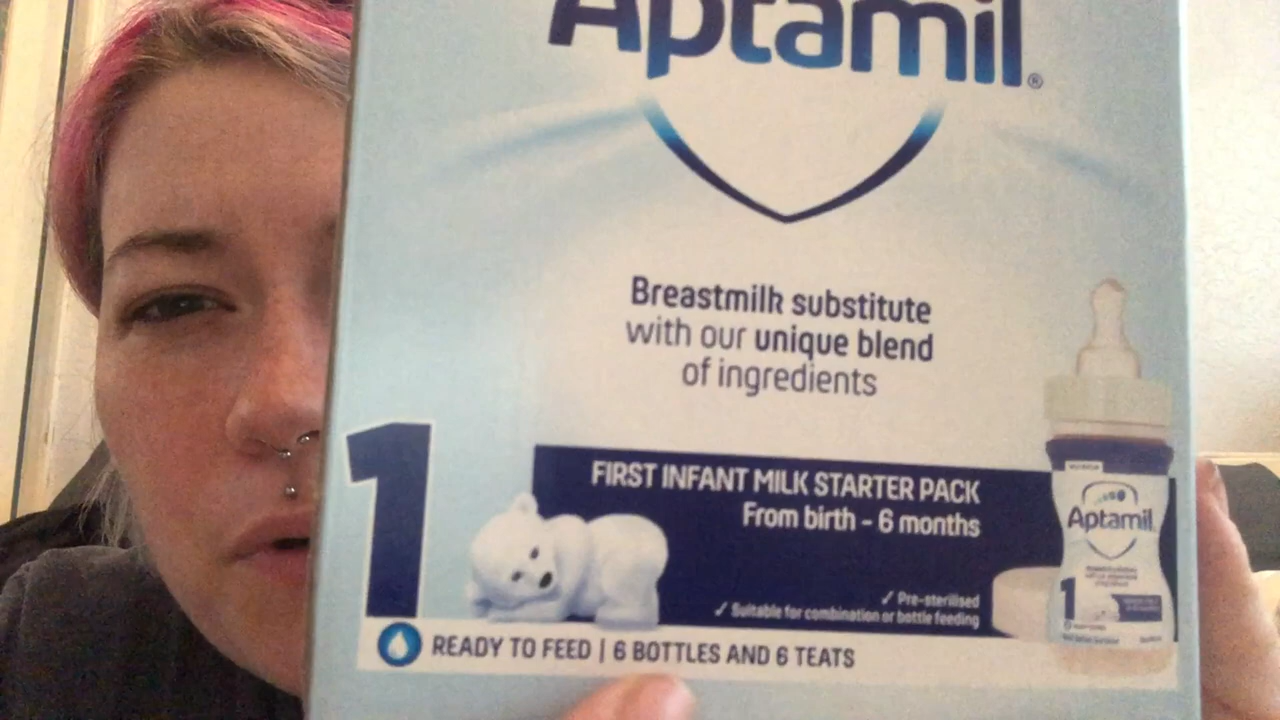 Aptamil®
Breastmilk substitute
with our unique blend
of ingredients
1
FIRST INFANT MILK STARTER PACK
From birth - 6 months
✓ Pre-sterilised
✓ Suitable for combination or bottle feeding
READY TO FEED | 6 BOTTLES AND 6 TEATS
Aptamil
1